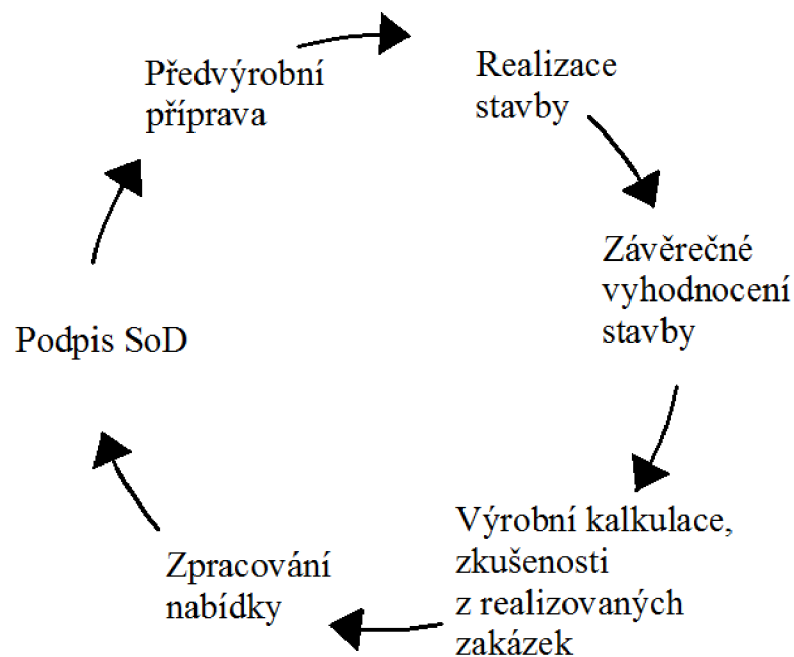 Předvýrobní
příprava
Realizace
stavby
Závěrečné
vyhodnocení
stavby
Výrobní kalkulace,
zkušenosti
z realizovaných
zakázek
Zpracování
nabídky
Podpis SoD